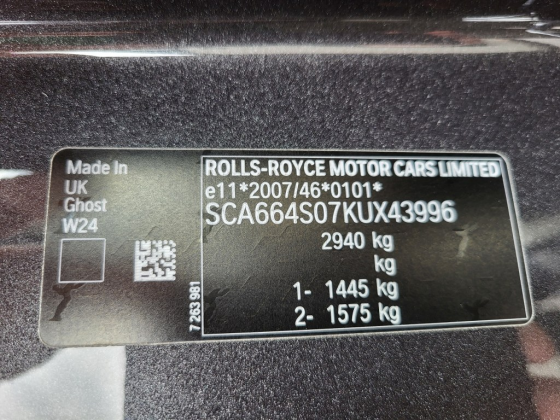 Made In
UK
Ghost
W24
7 263 981
ROLLS-ROYCE MOTOR CARS LIMITED
e11*2007/46*0101*
SCA664S07KUX43996
2940 kg
kg
1- 1445 kg
2- 1575 kg